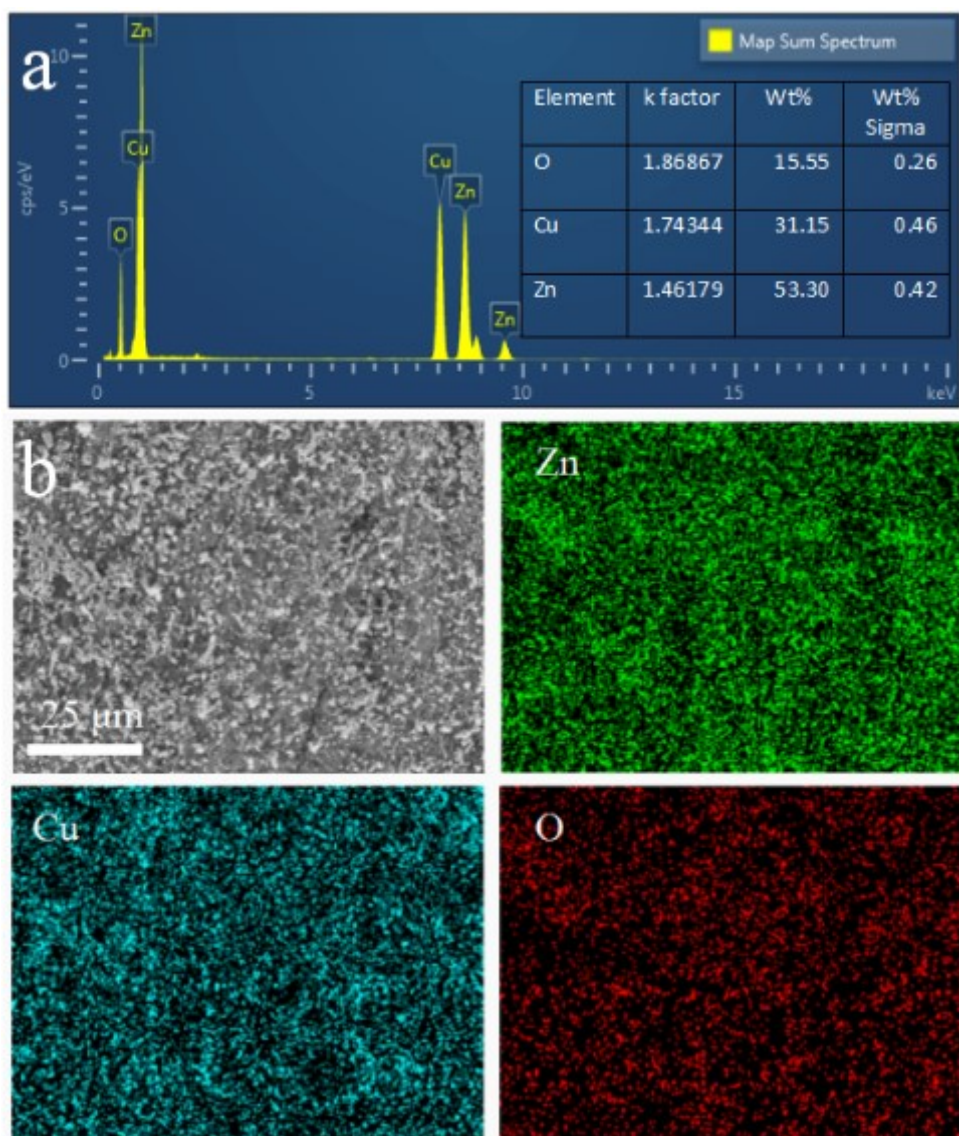 a
Zn
10
Map Sum Spectrum
Element k factor Wt% Wt% Sigma
O 1.86867 15.55 0.26
Cu 1.74344 31.15 0.46
Zn 1.46179 53.30 0.42
Cu
Cu
Zn
cps/eV
5
O
Zn
0
0 5 10 15 keV
b
25 μm
Zn
Cu
O